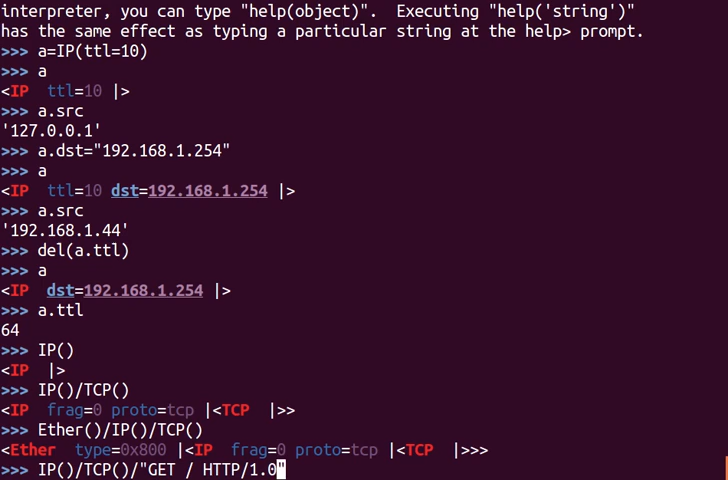 interpreter, you can type "help(object)".  Executing "help('string')"
has the same effect as typing a particular string at the help> prompt.
>>> a=IP(ttl=10)
>>> a
<IP  ttl=10 |>
>>> a.src
'127.0.0.1'
>>> a.dst="192.168.1.254"
>>> a
<IP  ttl=10 dst=192.168.1.254 |>
>>> a.src
'192.168.1.44'
>>> del(a.ttl)
>>> a
<IP  dst=192.168.1.254 |>
>>> a.ttl
64
>>> IP()
<IP  |>
>>> IP()/TCP()
<IP  frag=0 proto=tcp |<TCP  |>>
>>> Ether()/IP()/TCP()
<Ether  type=0x800 |<IP  frag=0 proto=tcp |<TCP  |>>>
>>> IP()/TCP()/"GET / HTTP/1.0"